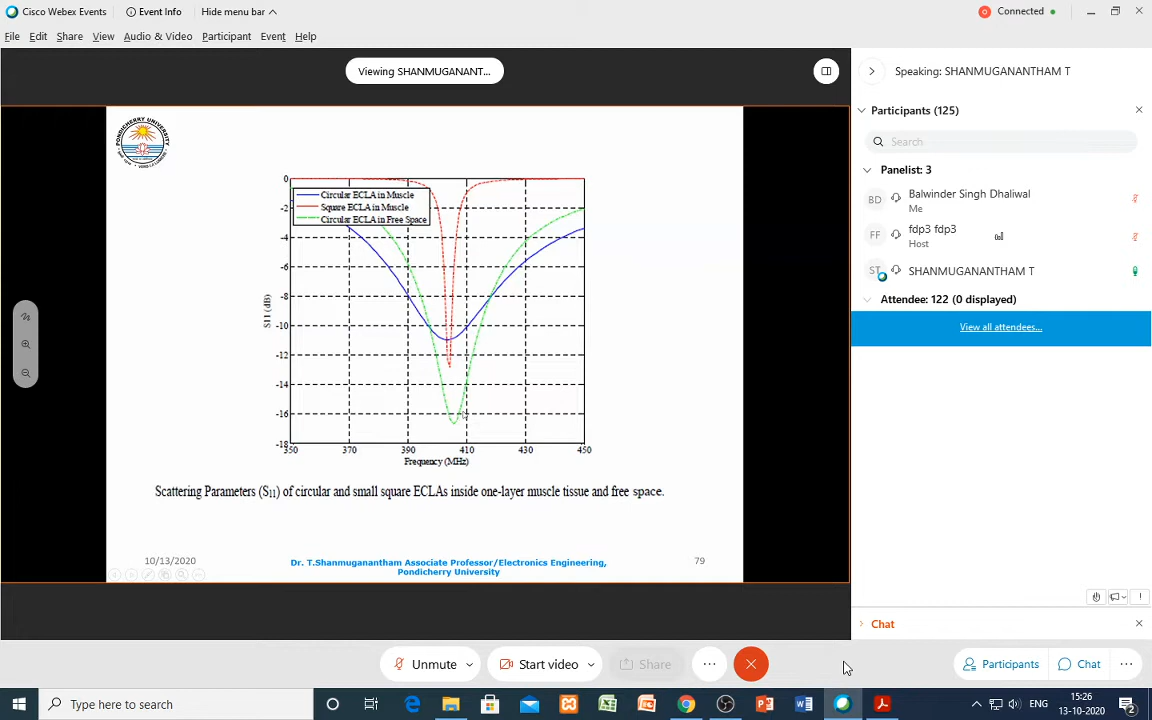 Cisco Webex Events
Event Info
Hide menu bar
Connected
File Edit Share View Audio & Video Participant Event Help
Viewing SHANMUGANANT...
Speaking: SHANMUGANANTHAM T
Participants (125)
Search
Panelist: 3
BD
Balwinder Singh Dhaliwal
Me
FF
fdp3 fdp3
Host
ST
SHANMUGANANTHAM T
Attendee: 122 (0 displayed)
View all attendees...
PONDICHERRY UNIVERSITY
Circular ECLA in Muscle
Square ECLA in Muscle
Circular ECLA in Free Space
0
-2
-4
-6
-8
-10
-12
-14
-16
-18
S11 (dB)
350 370 390 410 430 450
Frequency (MHz)
Scattering Parameters (S11) of circular and small square ECLAs inside one-layer muscle tissue and free space.
10/13/2020
Dr. T.Shanmuganantham Associate Professor/Electronics Engineering,
Pondicherry University
79
Chat
Unmute
Start video
Share
Participants
Chat
Type here to search
ENG
15:26
13-10-2020
2